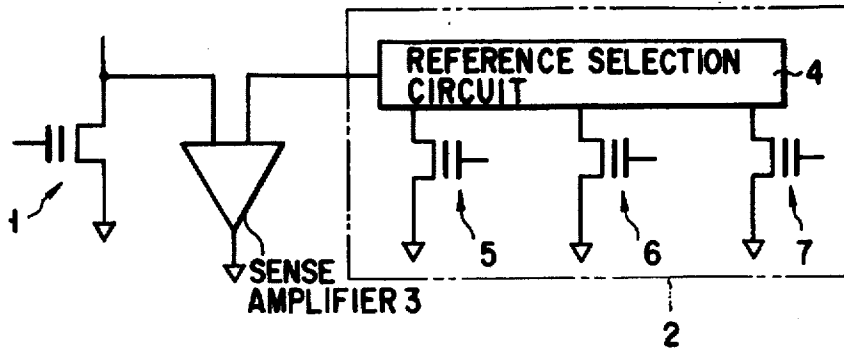 REFERENCE SELECTION
CIRCUIT
4
1
5
6
7
SENSE
AMPLIFIER 3
2